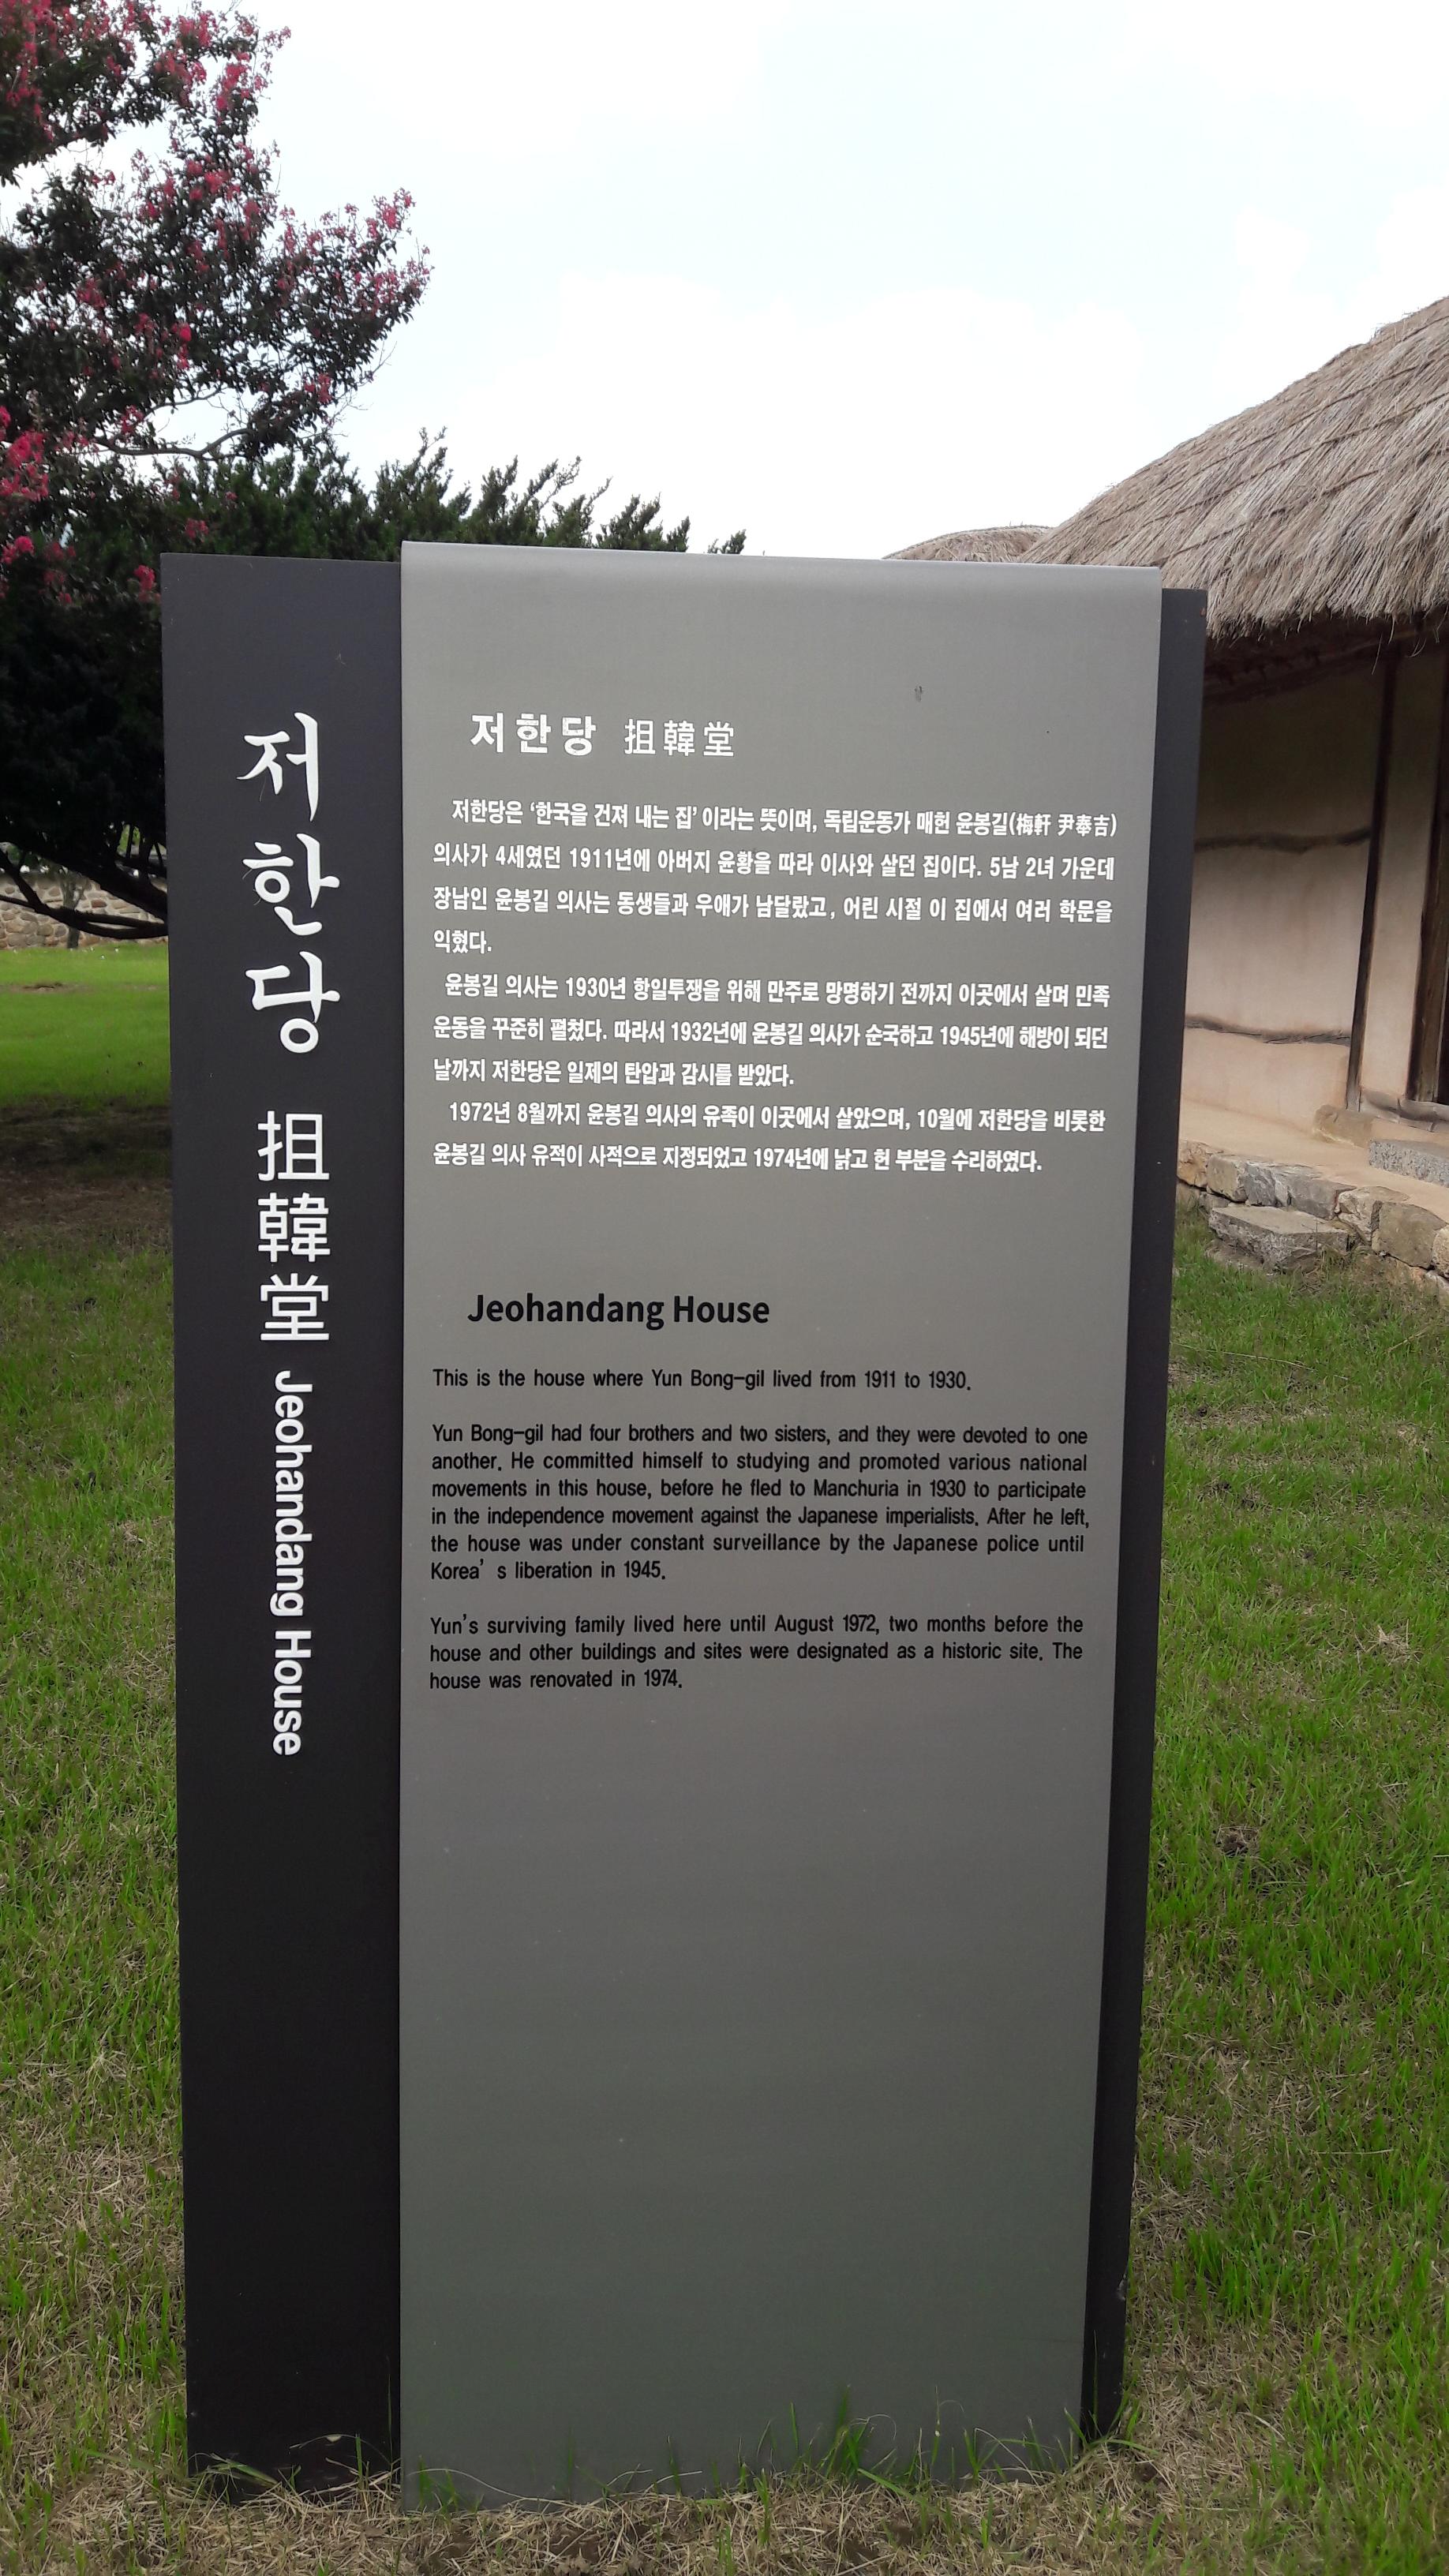 저한당 抯韓堂 Jeohandang House
저한당 抯韓堂
저한당은 '한국을 건져 내는 집' 이라는 뜻이며, 독립운동가 매헌 윤봉길(梅軒 尹奉吉)
의사가 4세였던 1911년에 아버지 윤황을 따라 이사와 살던 집이다. 5남 2녀 가운데
장남인 윤봉길 의사는 동생들과 우애가 남달랐고, 어린 시절 이 집에서 여러 학문을
익혔다.
윤봉길 의사는 1930년 항일투쟁을 위해 만주로 망명하기 전까지 이곳에서 살며 민족
운동을 꾸준히 펼쳤다. 따라서 1932년에 윤봉길 의사가 순국하고 1945년에 해방이 되던
날까지 저한당은 일제의 탄압과 감시를 받았다.
1972년 8월까지 윤봉길 의사의 유족이 이곳에서 살았으며, 10월에 저한당을 비롯한
윤봉길 의사 유적이 사적으로 지정되었고 1974년에 낡고 헌 부분을 수리하였다.
Jeohandang House
This is the house where Yun Bong-gil lived from 1911 to 1930.
Yun Bong-gil had four brothers and two sisters, and they were devoted to one
another. He committed himself to studying and promoted various national
movements in this house, before he fled to Manchuria in 1930 to participate
in the independence movement against the Japanese imperialists. After he left,
the house was under constant surveillance by the Japanese police until
Korea' s liberation in 1945.
Yun's surviving family lived here until August 1972, two months before the
house and other buildings and sites were designated as a historic site. The
house was renovated in 1974.